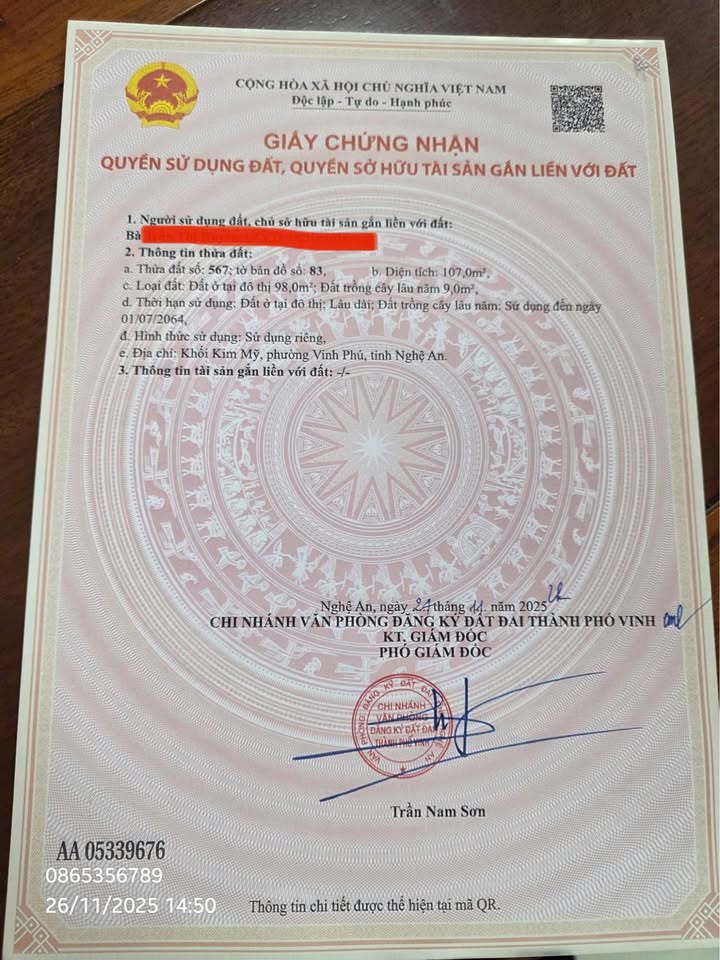 CỘNG HÒA XÃ HỘI CHỦ NGHĨA VIỆT NAM
Độc lập - Tự do - Hạnh phúc
GIẤY CHỨNG NHẬN
QUYỀN SỬ DỤNG ĐẤT, QUYỀN SỞ HỮU TÀI SẢN GẮN LIỀN VỚI ĐẤT
1. Người sử dụng đất, chủ sở hữu tài sản gắn liền với đất:
Bà
2. Thông tin thửa đất:
a. Thửa đất số: 567; tờ bản đồ số: 83, b. Diện tích: 107,0m²,
c. Loại đất: Đất ở tại đô thị 98,0m²; Đất trồng cây lâu năm 9,0m²,
d. Thời hạn sử dụng: Đất ở tại đô thị: Lâu dài; Đất trồng cây lâu năm: Sử dụng đến ngày
01/07/2064,
đ. Hình thức sử dụng: Sử dụng riêng,
e. Địa chỉ: Khối Kim Mỹ, phường Vinh Phú, tỉnh Nghệ An.
3. Thông tin tài sản gắn liền với đất: -/-
Nghệ An, ngày 21 tháng 11 năm 2025
CHI NHÁNH VĂN PHÒNG ĐĂNG KÝ ĐẤT ĐAI THÀNH PHỐ VINH
KT. GIÁM ĐỐC
PHÓ GIÁM ĐỐC
CHI NHÁNH
VĂN PHÒNG
ĐĂNG KÝ ĐẤT ĐAI
THÀNH PHỐ VINH
Trần Nam Sơn
AA 05339676
0865356789
26/11/2025 14:50
Thông tin chi tiết được thể hiện tại mã QR.